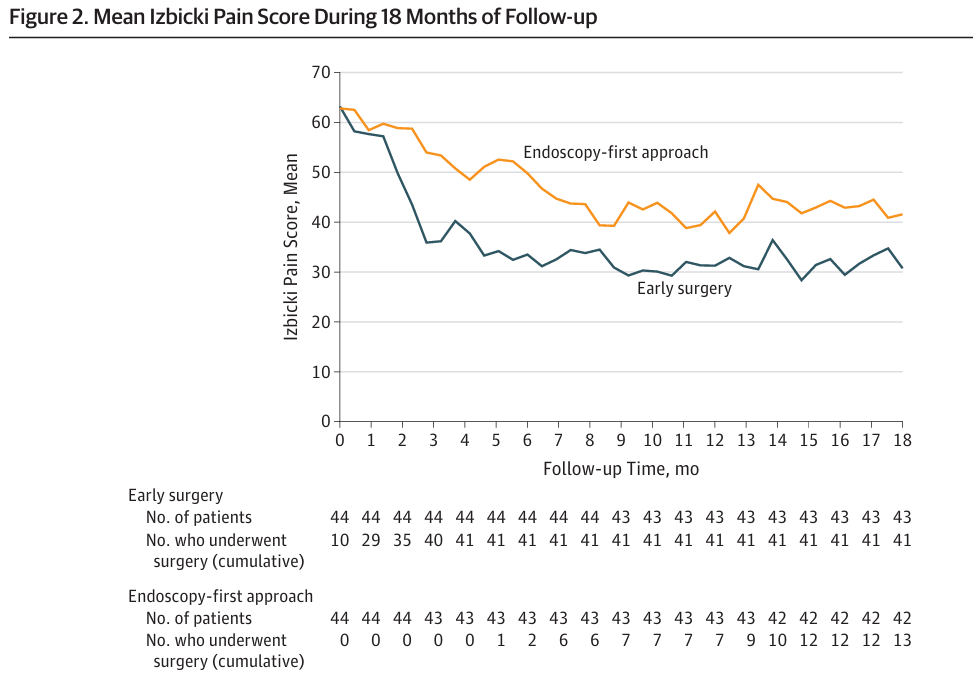 Figure 2. Mean Izbicki Pain Score During 18 Months of Follow-up
70
60
50
40
30
20
10
0
Izbicki Pain Score, Mean
Endoscopy-first approach
Early surgery
0 1 2 3 4 5 6 7 8 9 10 11 12 13 14 15 16 17 18
Follow-up Time, mo
Early surgery
No. of patients 44 44 44 44 44 44 44 44 44 43 43 43 43 43 43 43 43 43 43
No. who underwent 10 29 35 40 41 41 41 41 41 41 41 41 41 41 41 41 41 41 41
surgery (cumulative)
Endoscopy-first approach
No. of patients 44 44 44 43 43 43 43 43 43 43 43 43 43 43 42 42 42 42 42
No. who underwent 0 0 0 0 0 1 2 6 6 7 7 7 7 9 10 12 12 12 13
surgery (cumulative)